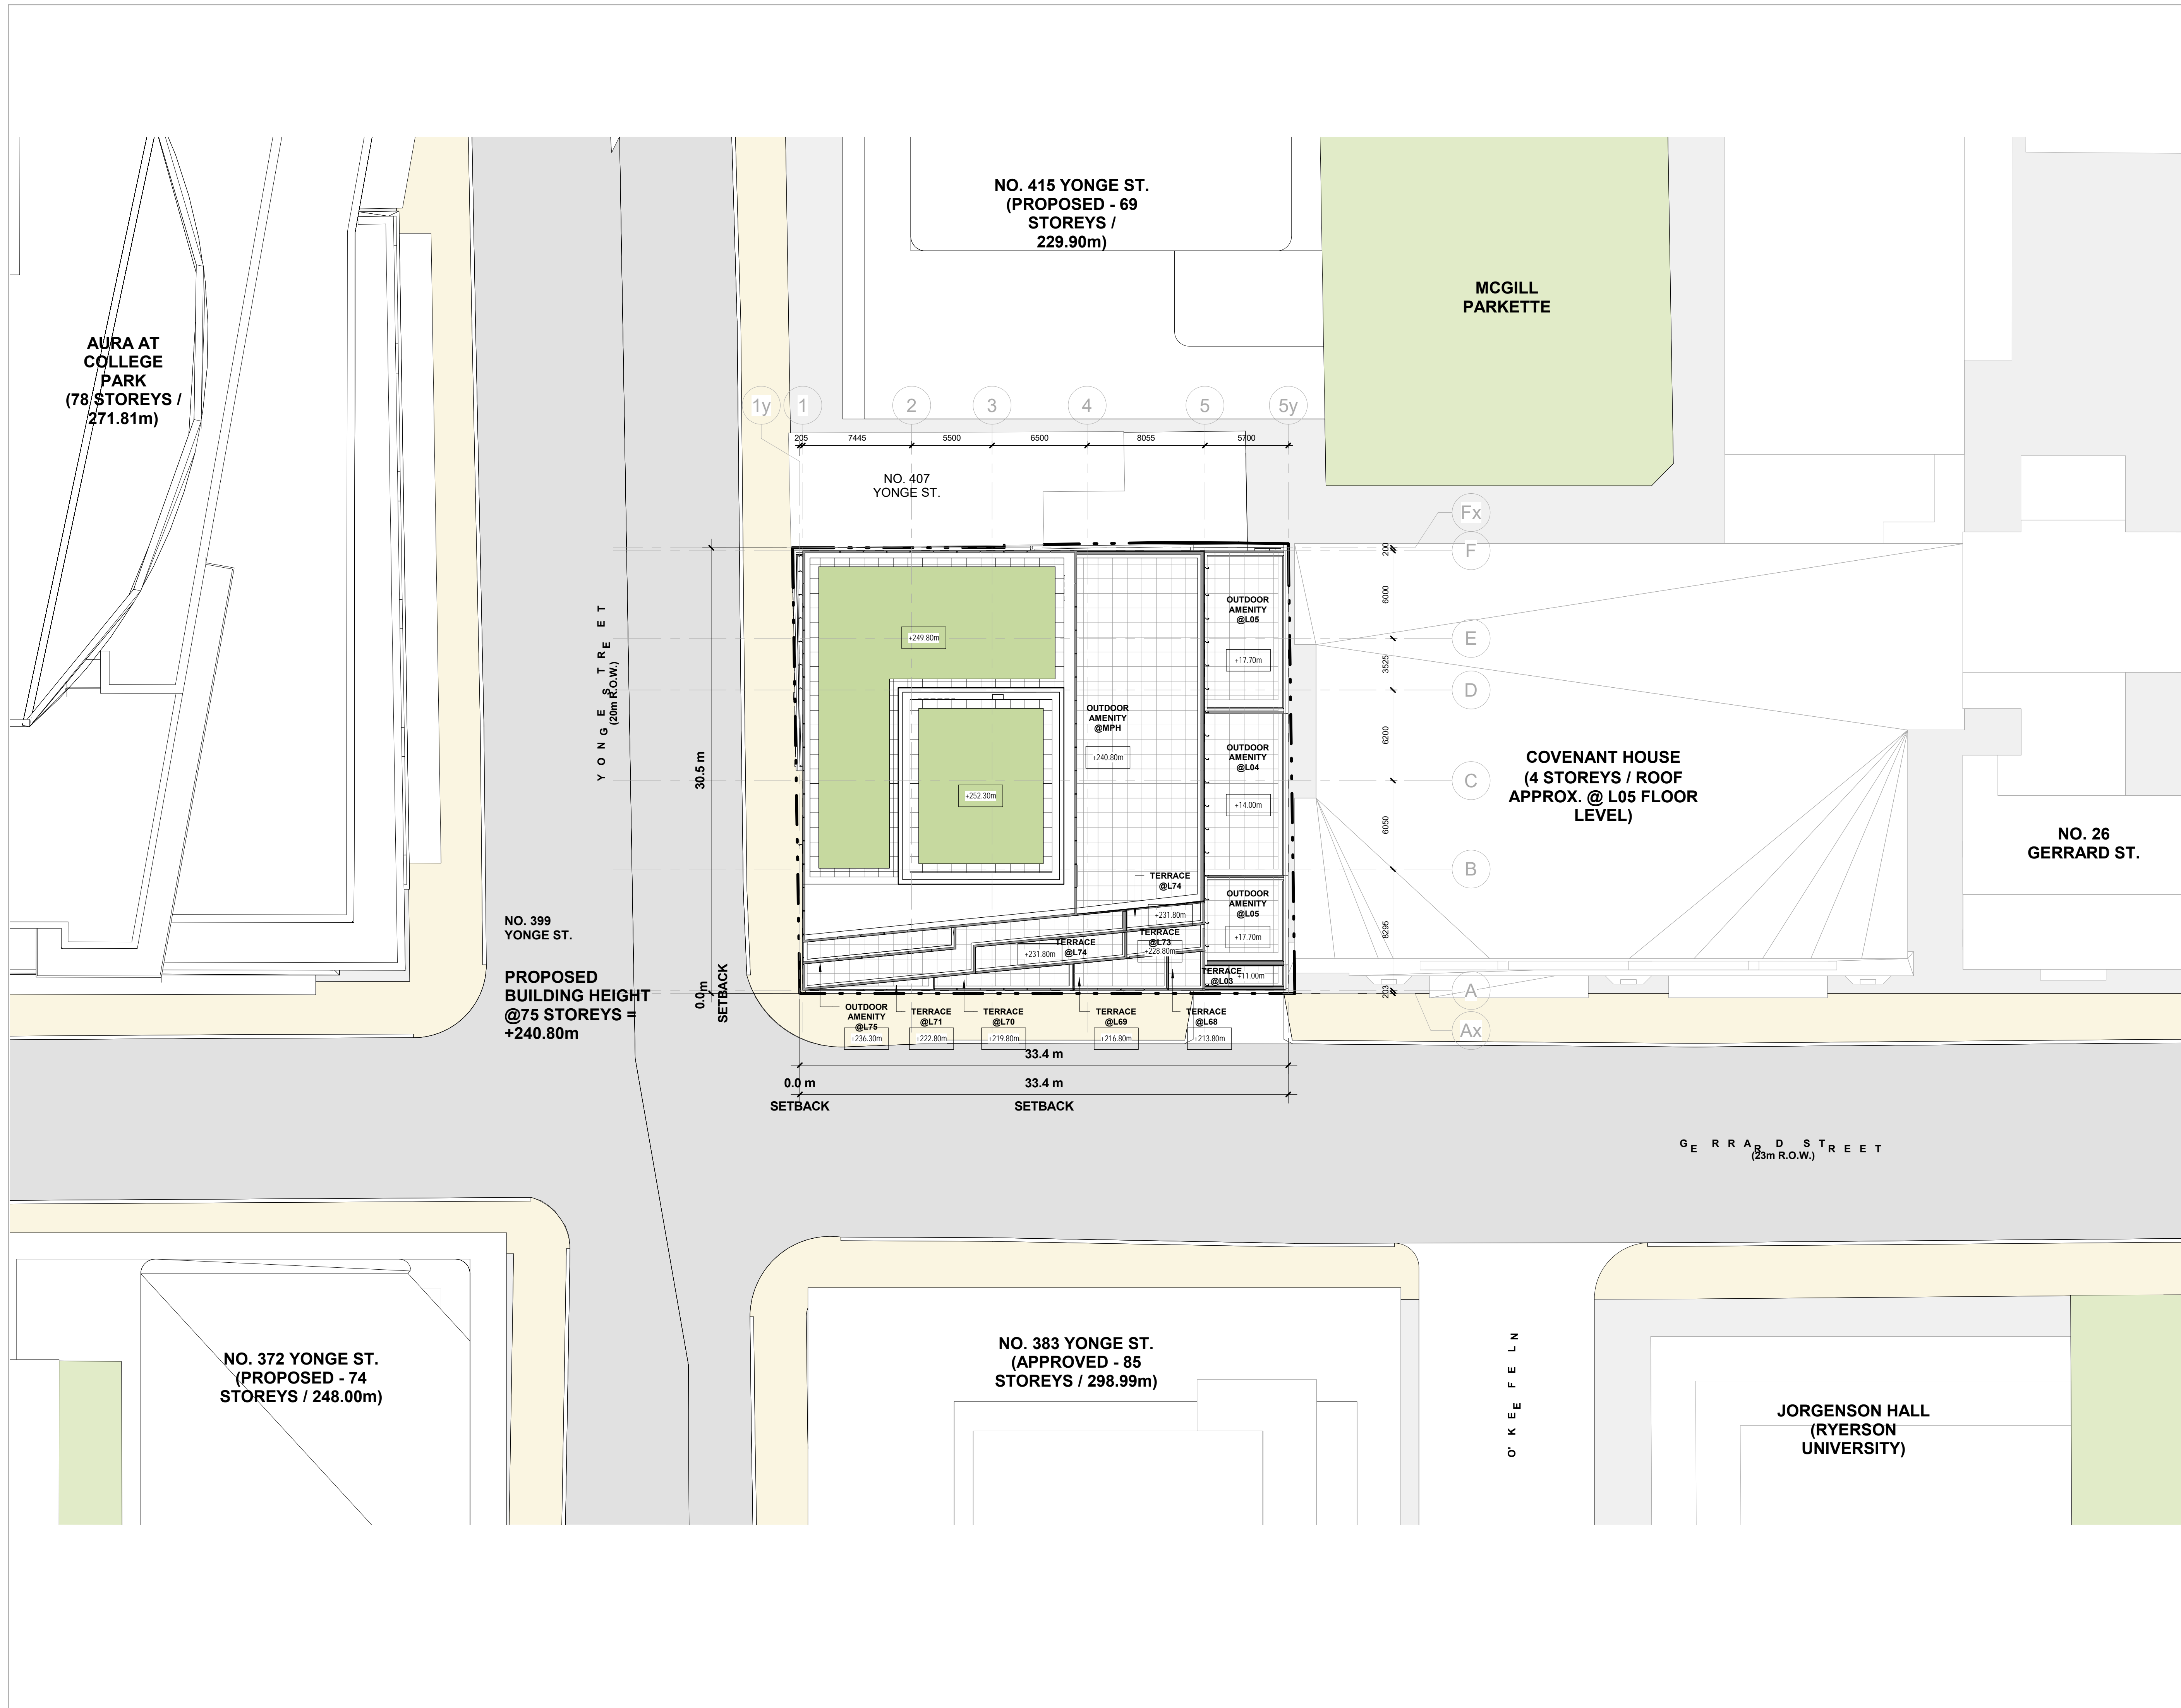 NO. 415 YONGE ST.
(PROPOSED - 69
STOREYS /
229.90m)
MCGILL
PARKETTE
AURA AT
COLLEGE
PARK
(78 STOREYS /
271.81m)
1y
1
2
3
4
5
5y
205
7445
5500
6500
8055
5700
NO. 407
YONGE ST.
Fx
F
E
D
C
B
A
Ax
200
6000
3525
6200
6050
8295
203
YONGE STREET
(20m R.O.W.)
30.5 m
0.0m
SETBACK
+249.80m
+252.30m
OUTDOOR
AMENITY
@MPH
+240.80m
OUTDOOR
AMENITY
@L05
+17.70m
OUTDOOR
AMENITY
@L04
+14.00m
OUTDOOR
AMENITY
@L05
+17.70m
TERRACE
@L74
+231.80m
TERRACE
@L73
+228.80m
TERRACE
@L74
+231.80m
TERRACE
@L03
+11.00m
COVENANT HOUSE
(4 STOREYS / ROOF
APPROX. @ L05 FLOOR
LEVEL)
NO. 26
GERRARD ST.
NO. 399
YONGE ST.
PROPOSED
BUILDING HEIGHT
@75 STOREYS =
+240.80m
OUTDOOR
AMENITY
@L75
+236.30m
TERRACE
@L71
+222.80m
TERRACE
@L70
+219.80m
TERRACE
@L69
+216.80m
TERRACE
@L68
+213.80m
33.4 m
0.0 m
33.4 m
SETBACK
SETBACK
GERRARD STREET
(23m R.O.W.)
NO. 372 YONGE ST.
(PROPOSED - 74
STOREYS / 248.00m)
NO. 383 YONGE ST.
(APPROVED - 85
STOREYS / 298.99m)
O'KEEFE LN
JORGENSON HALL
(RYERSON
UNIVERSITY)